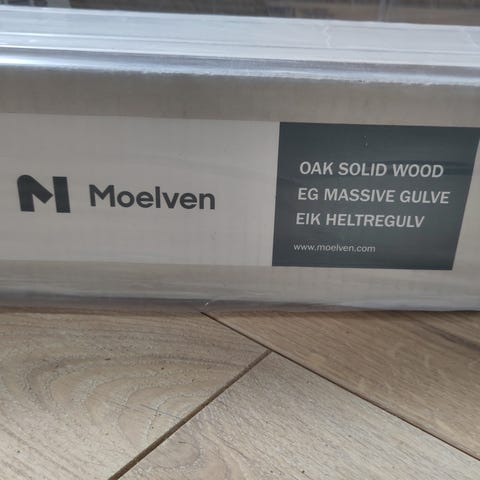 Moelven
OAK SOLID WOOD
EG MASSIVE GULVE
EIK HELTREGULV
www.moelven.com